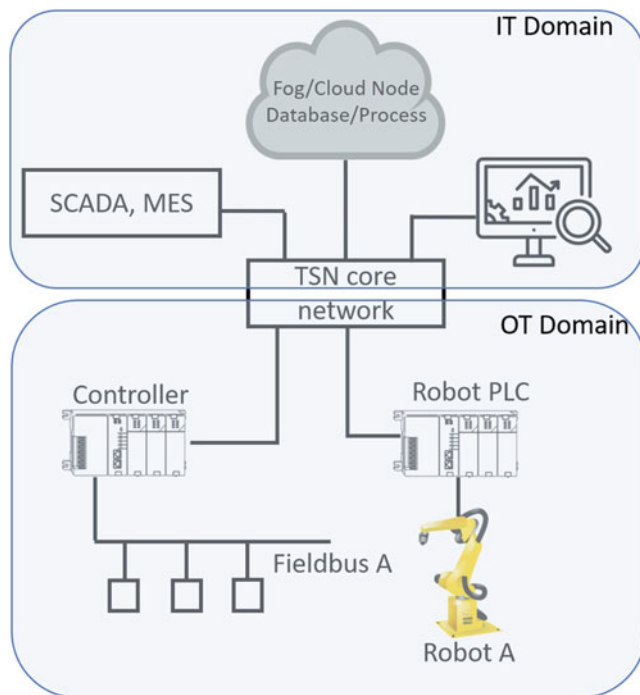 IT Domain
Fog/Cloud Node
Database/Process
SCADA, MES
TSN core
network
OT Domain
Controller
Robot PLC
Fieldbus A
Robot A